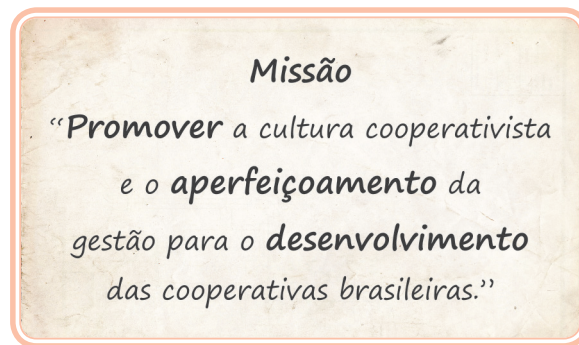 Missão
“Promover a cultura cooperativista
e o aperfeiçoamento da
gestão para o desenvolvimento
das cooperativas brasileiras.”